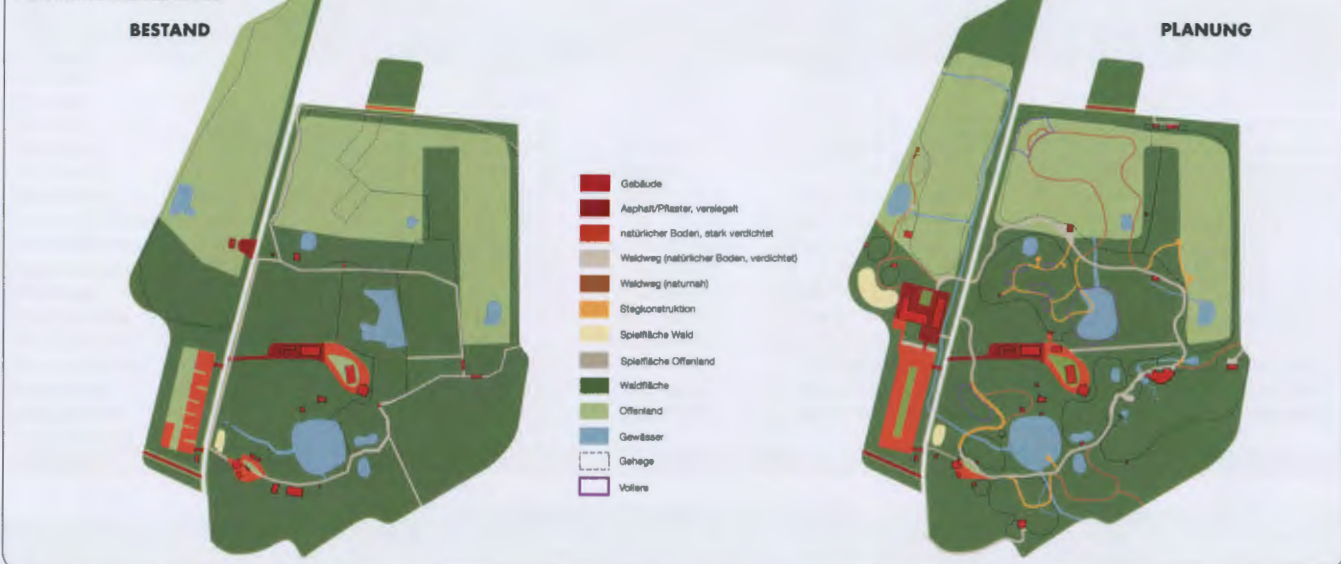 BESTAND
PLANUNG
Gebäude
Asphalt/Pflaster, versiegelt
natürlicher Boden, stark verdichtet
Waldweg (natürlicher Boden, verdichtet)
Waldweg (naturnah)
Stegkonstruktion
Spielfläche Wald
Spielfläche Offenland
Waldfläche
Offenland
Gewässer
Gehege
Voliere